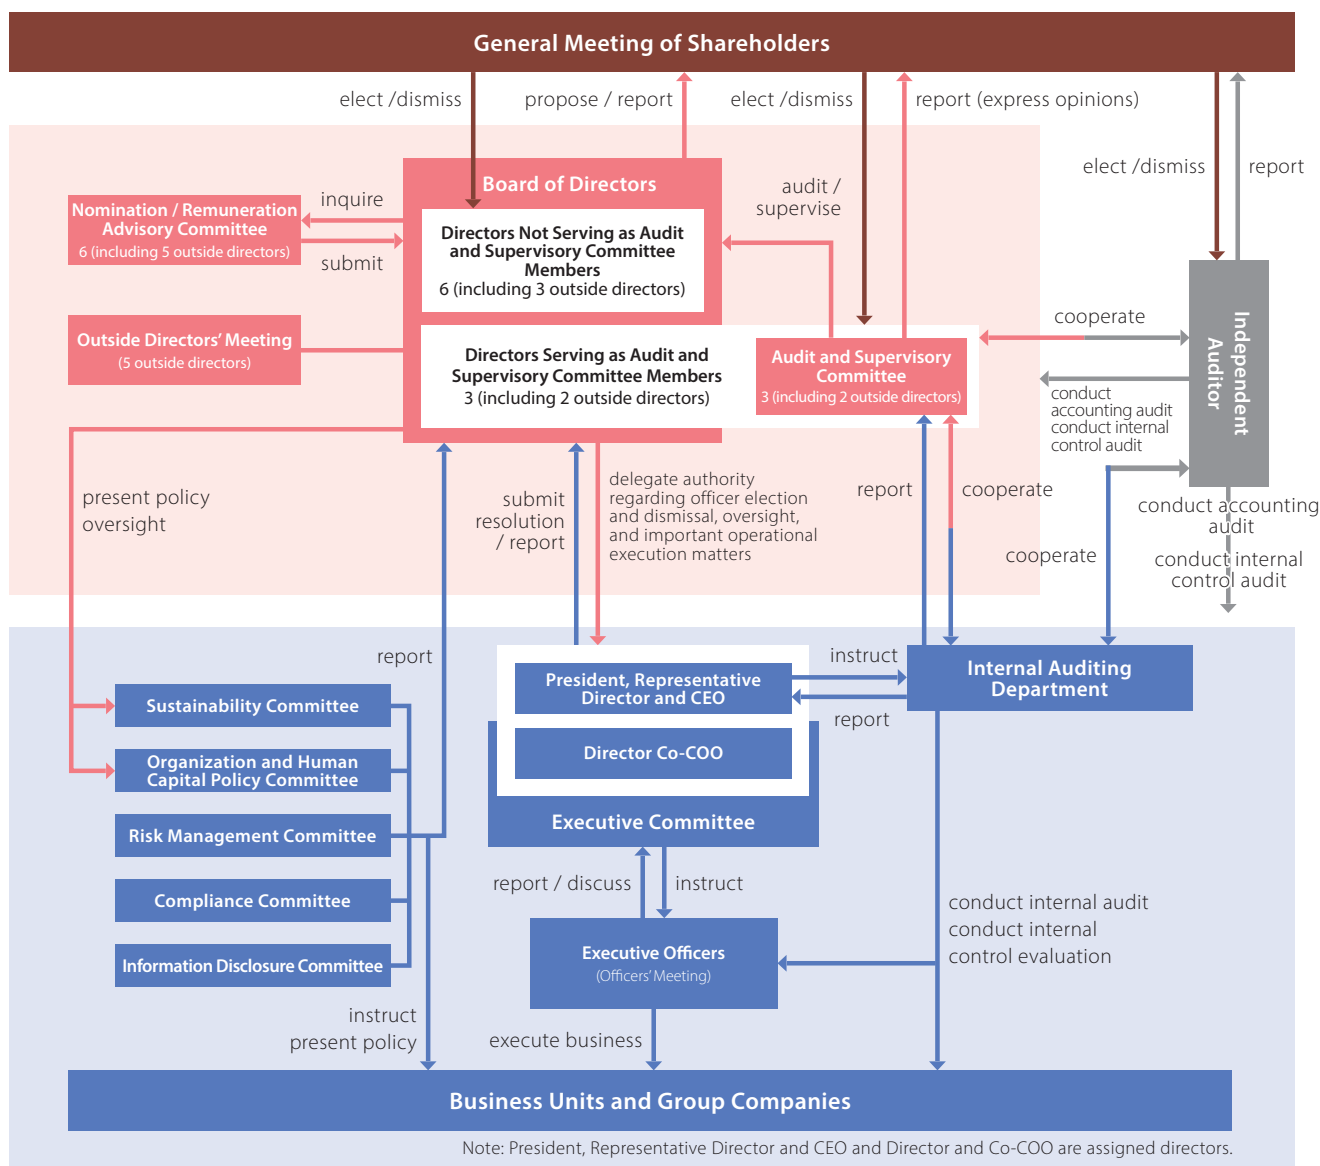 General Meeting of Shareholders
elect /dismiss
propose / report
elect /dismiss
report (express opinions)
elect /dismiss
report
Board of Directors
audit /
supervise
Nomination / Remuneration
Advisory Committee
6 (including 5 outside directors)
inquire
submit
Directors Not Serving as Audit
and Supervisory Committee
Members
6 (including 3 outside directors)
Outside Directors' Meeting
(5 outside directors)
Directors Serving as Audit and
Supervisory Committee Members
3 (including 2 outside directors)
Audit and Supervisory
Committee
3 (including 2 outside directors)
cooperate
Independent
Auditor
conduct
accounting audit
conduct internal
control audit
present policy
oversight
submit
resolution
/ report
delegate authority
regarding officer election
and dismissal, oversight,
and important operational
execution matters
report
cooperate
cooperate
conduct accounting
audit
conduct internal
control audit
report
President, Representative
Director and CEO
instruct
report
Internal Auditing
Department
Sustainability Committee
Director Co-COO
Organization and Human
Capital Policy Committee
Executive Committee
Risk Management Committee
report / discuss
instruct
Compliance Committee
conduct internal audit
conduct internal
control evaluation
Executive Officers
(Officers' Meeting)
Information Disclosure Committee
instruct
present policy
execute business
Business Units and Group Companies
Note: President, Representative Director and CEO and Director and Co-COO are assigned directors.